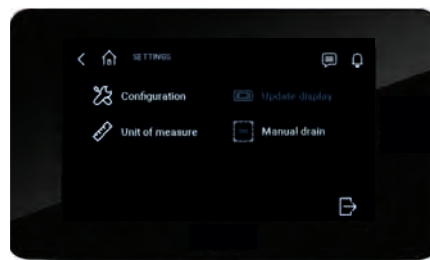 SETTINGS
Configuration
Update display
Unit of measure
Manual drain